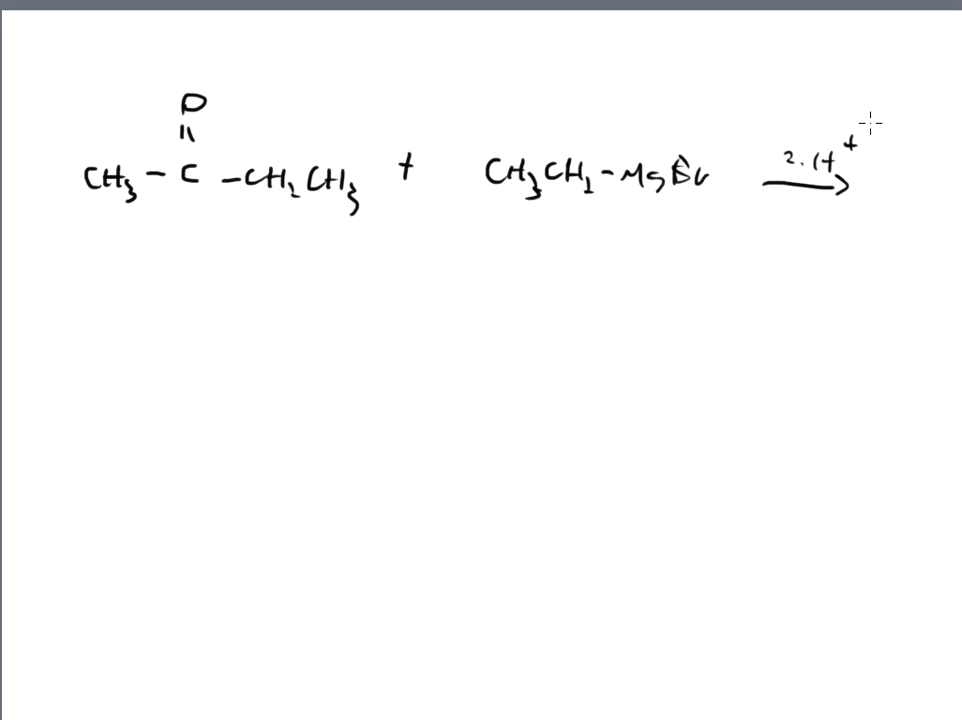 O
||
CH₃ - C - CH₂CH₃ + CH₃CH₂ - MgBr 2. H⁺ →